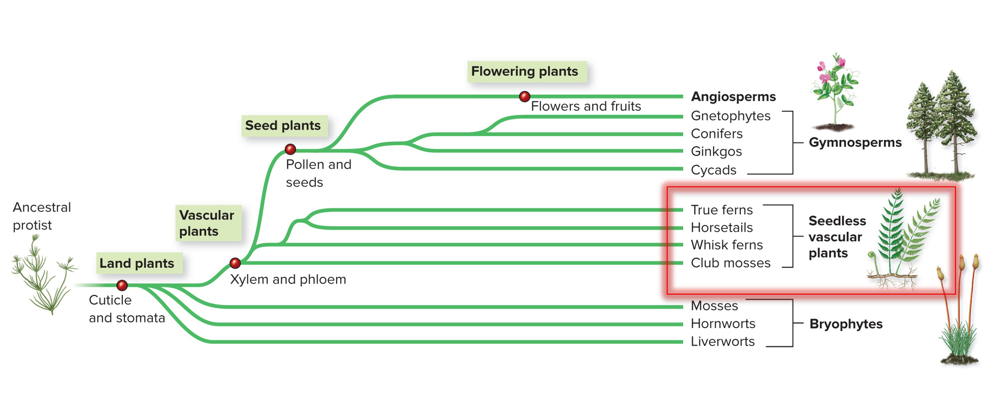 Flowering plants
Angiosperms
Flowers and fruits
Gnetophytes
Seed plants
Conifers
Gymnosperms
Ginkgos
Pollen and
seeds
Cycads
Ancestral
protist
Vascular
plants
True ferns
Horsetails
Seedless
vascular
plants
Whisk ferns
Club mosses
Land plants
Xylem and phloem
Cuticle
and stomata
Mosses
Hornworts
Bryophytes
Liverworts